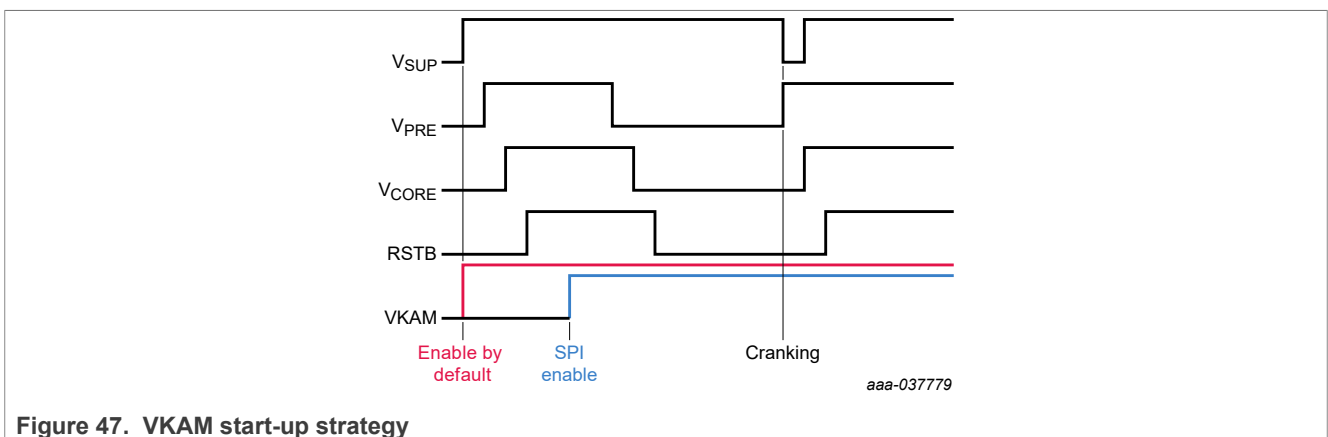 VSUP
VPRE
VCORE
RSTB
VKAM
Enable by SPI Cranking
default enable
aaa-037779
Figure 47. VKAM start-up strategy